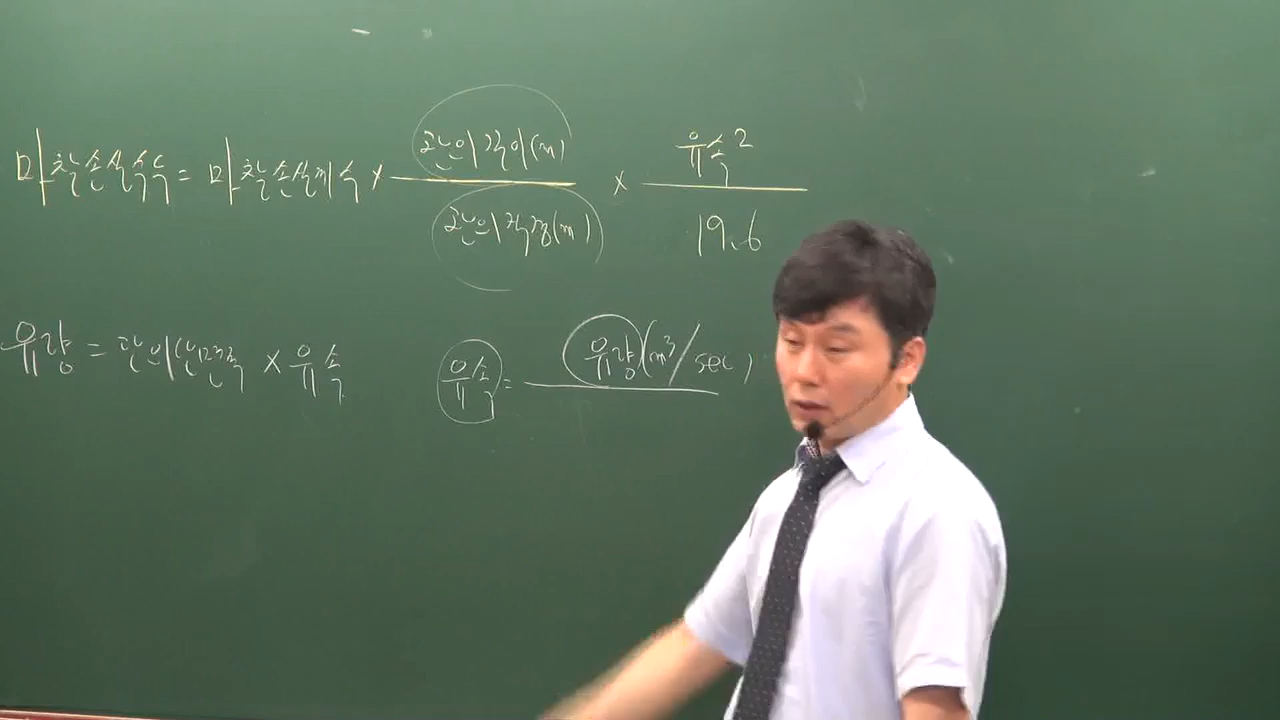 마찰손실수두 = 마찰손실계수 × 관의 길이(m) / 관의 직경(m) × 유속2 / 19.6
유량 = 관의 단면적 × 유속
유속 = 유량(m³/sec)